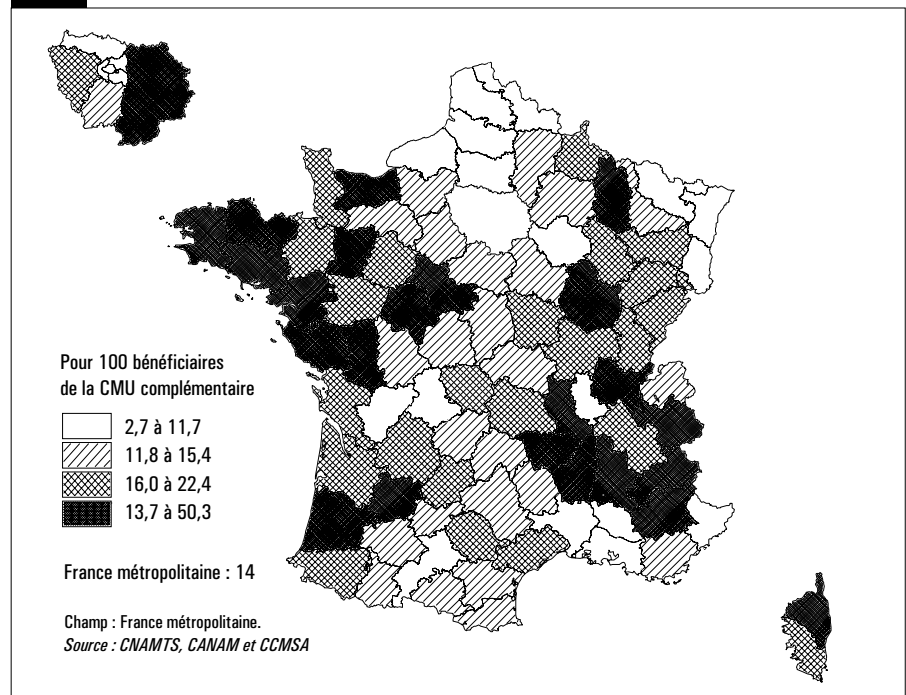 Pour 100 bénéficiaires
de la CMU complémentaire
2,7 à 11,7
11,8 à 15,4
16,0 à 22,4
13,7 à 50,3
France métropolitaine : 14
Champ : France métropolitaine.
Source : CNAMTS, CANAM et CCMSA